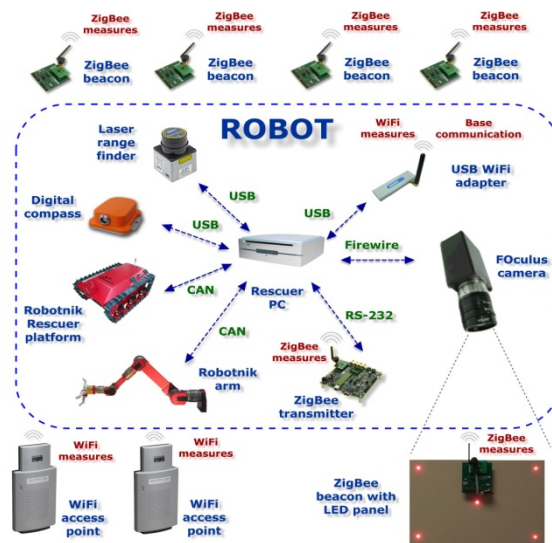 ZigBee
measures
ZigBee
beacon
ZigBee
measures
ZigBee
beacon
ZigBee
measures
ZigBee
beacon
ZigBee
measures
ZigBee
beacon
ROBOT
Laser
range
finder
WiFi
measures
Base
communication
USB WiFi
adapter
Digital
compass
USB
USB
USB
Firewire
FOculus
camera
Robotnik
Rescuer
platform
CAN
Rescuer
PC
RS-232
CAN
Robotnik
arm
ZigBee
measures
ZigBee
transmitter
WiFi
measures
WiFi
access
point
WiFi
measures
WiFi
access
point
ZigBee
measures
ZigBee
beacon with
LED panel